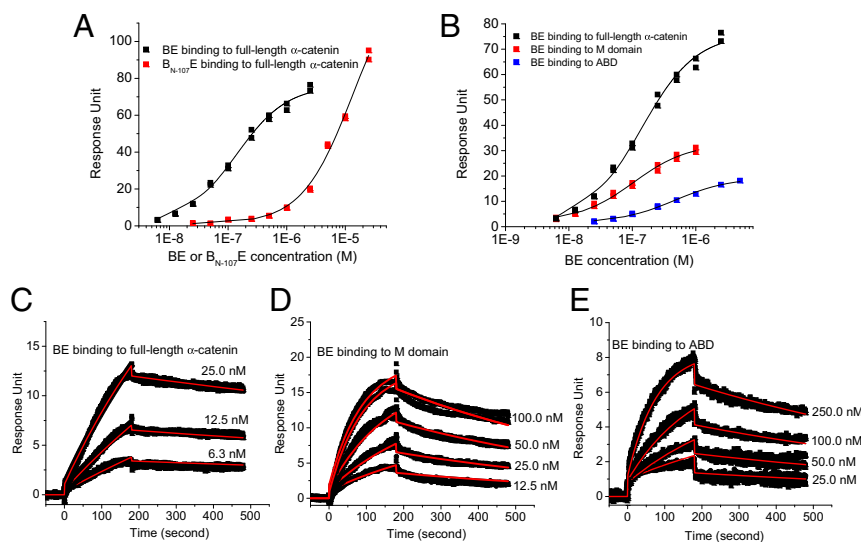 A
BE binding to full-length α-catenin
B_N-107E binding to full-length α-catenin
Response Unit
100
80
60
40
20
0
1E-8
1E-7
1E-6
1E-5
BE or B_N-107E concentration (M)
B
BE binding to full-length α-catenin
BE binding to M domain
BE binding to ABD
Response Unit
80
70
60
50
40
30
20
10
0
1E-9
1E-8
1E-7
1E-6
BE concentration (M)
C
BE binding to full-length α-catenin
Response Unit
15
10
5
0
25.0 nM
12.5 nM
6.3 nM
0
100
200
300
400
500
Time (second)
D
BE binding to M domain
Response Unit
25
20
15
10
5
0
100.0 nM
50.0 nM
25.0 nM
12.5 nM
0
100
200
300
400
500
Time (second)
E
BE binding to ABD
Response Unit
8
6
4
2
0
250.0 nM
100.0 nM
50.0 nM
25.0 nM
0
100
200
300
400
500
Time (second)